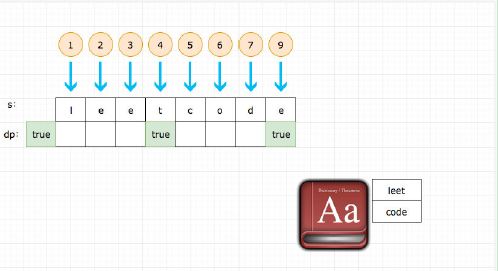 1 2 3 4 5 6 7 9
s: l e e t c o d e
dp: true true true
Dictionary / Thesaurus
Aa
leet
code